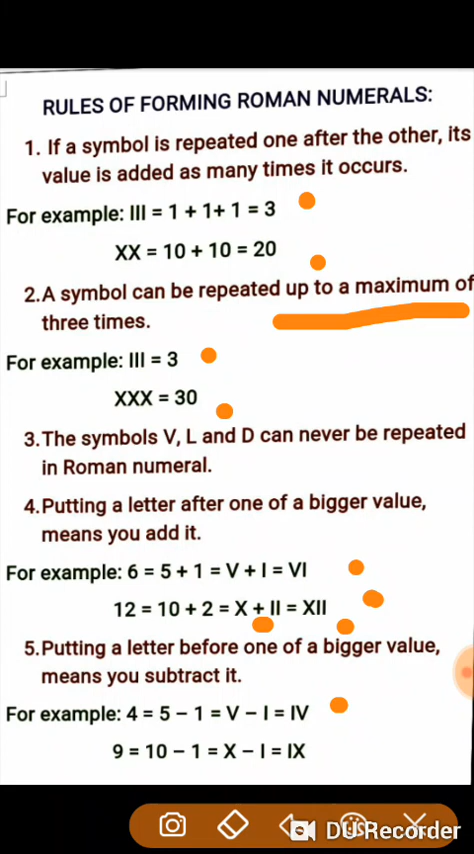 RULES OF FORMING ROMAN NUMERALS:
1. If a symbol is repeated one after the other, its
value is added as many times it occurs.
For example: III = 1 + 1+ 1 = 3
XX = 10 + 10 = 20
2.A symbol can be repeated up to a maximum of
three times.
For example: III = 3
XXX = 30
3.The symbols V, L and D can never be repeated
in Roman numeral.
4.Putting a letter after one of a bigger value,
means you add it.
For example: 6 = 5 + 1 = V + I = VI
12 = 10 + 2 = X + II = XII
5.Putting a letter before one of a bigger value,
means you subtract it.
For example: 4 = 5 – 1 = V – I = IV
9 = 10 – 1 = X – I = IX
DU Recorder